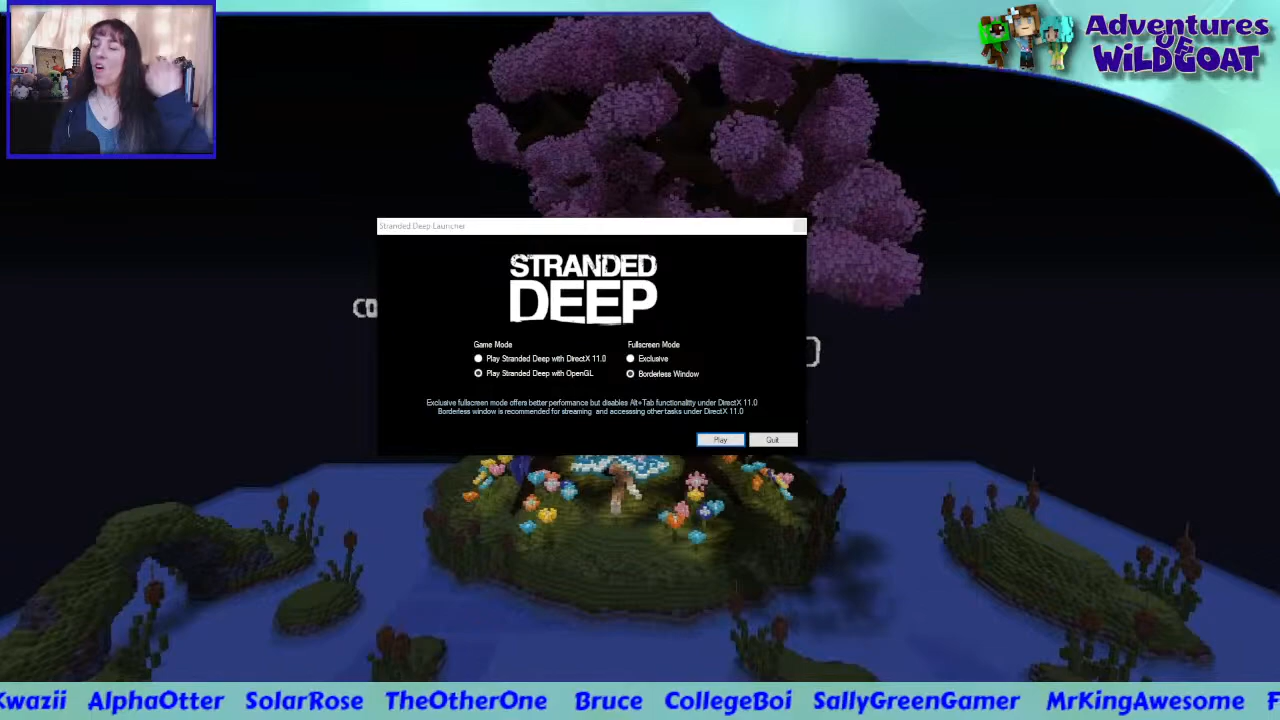 Adventures
OF
WiLDGOAT
Stranded Deep Launcher
STRANDED
DEEP
Game Mode
Fullscreen Mode
Play Stranded Deep with DirectX 11.0
Exclusive
Play Stranded Deep with OpenGL
Borderless Window
Exclusive fullscreen mode offers better performance but disables Alt+Tab functionality under DirectX 11.0
Borderless window is recommended for streaming and accessing other tasks under DirectX 11.0
Play
Quit
Kwazii AlphaOtter SolarRose TheOtherOne Bruce CollegeBoi SallyGreenGamer MrKingAwesome